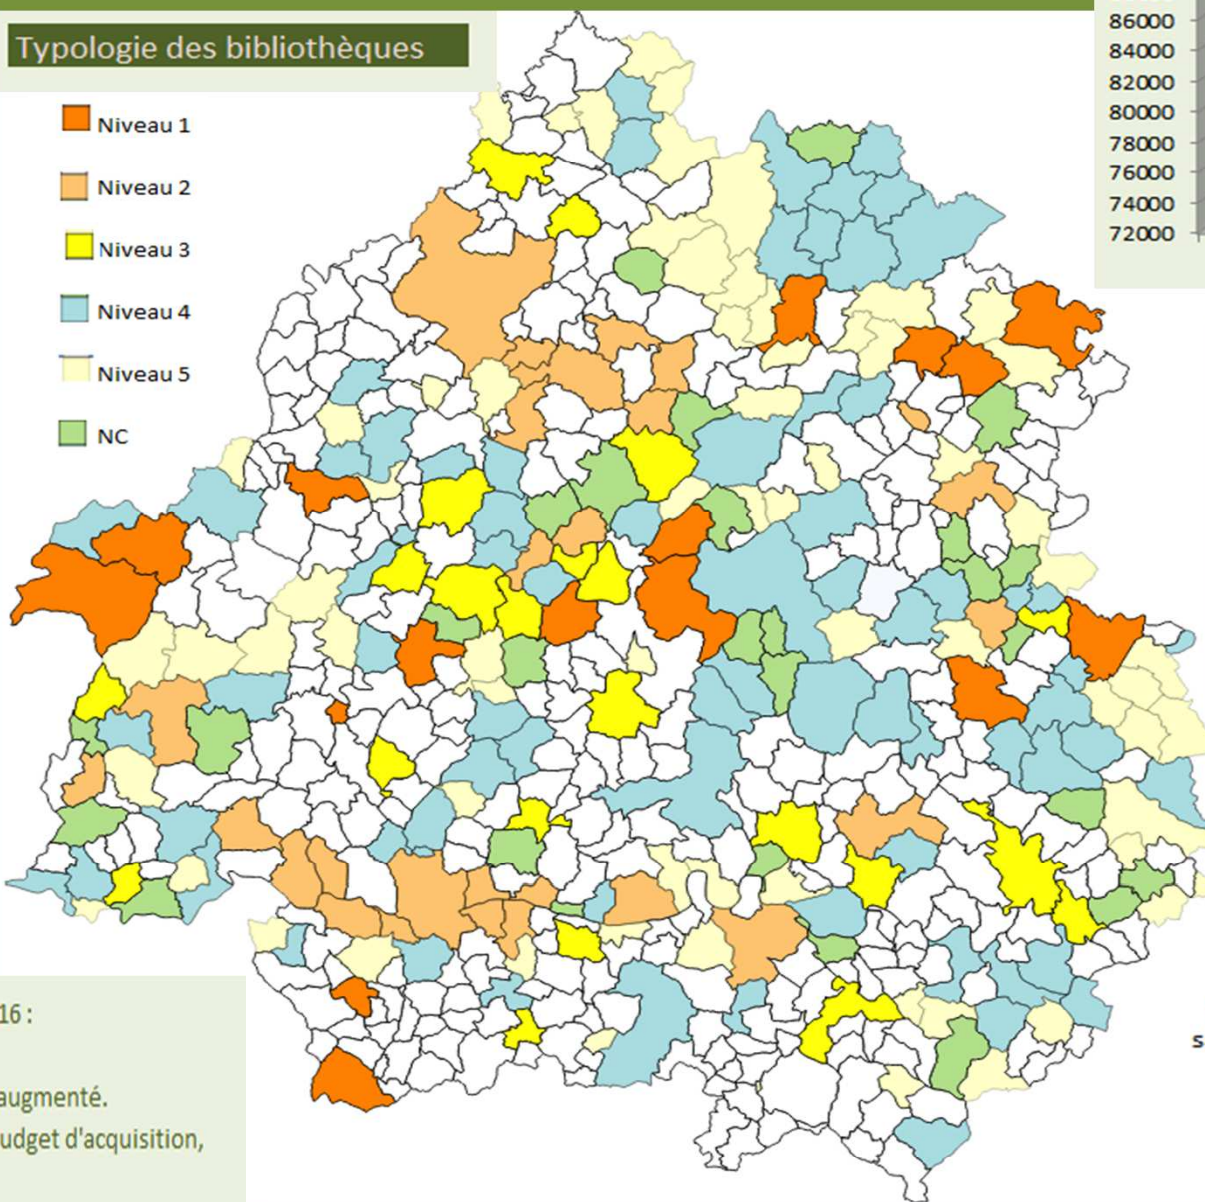 Typologie des bibliothèques
Niveau 1
Niveau 2
Niveau 3
Niveau 4
Niveau 5
NC
86000
84000
82000
80000
78000
76000
74000
72000
16 :
augmenté.
udget d'acquisition,
s